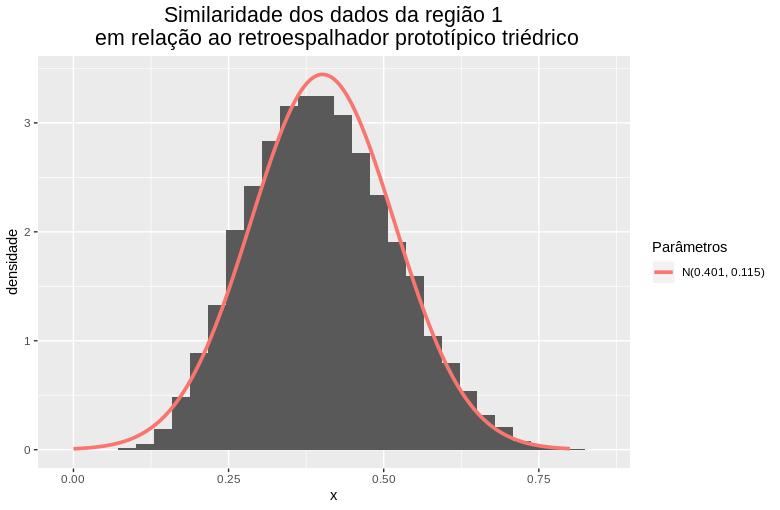 Similaridade dos dados da região 1
em relação ao retroespalhador prototípico triédrico
densidade
3
2
1
0
0.00 0.25 0.50 0.75
x
Parâmetros
N(0.401, 0.115)